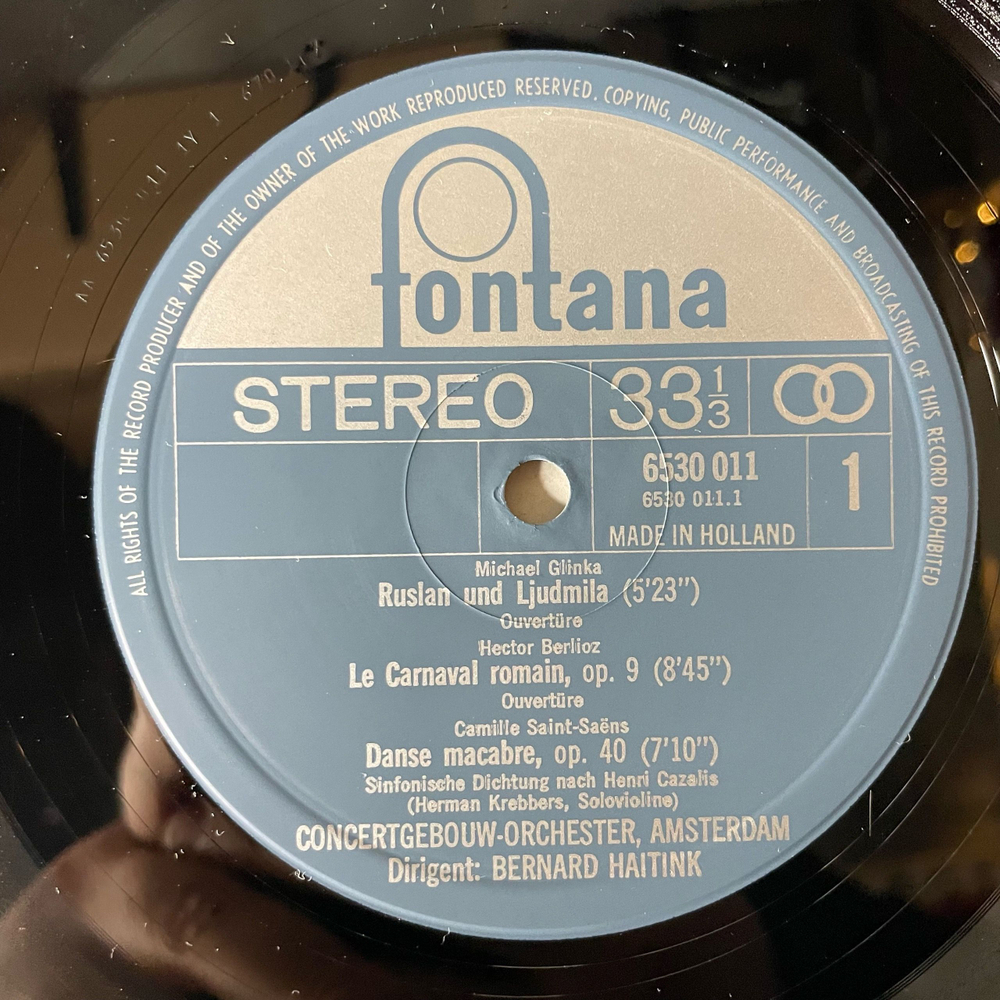 ALL RIGHTS OF THE RECORD PRODUCER AND OF THE OWNER OF THE WORK REPRODUCED RESERVED. COPYING, PUBLIC PERFORMANCE AND BROADCASTING OF THIS RECORD PROHIBITED
fontana
STEREO 33 1/3
6530 011
6530 011.1
1
MADE IN HOLLAND
Michael Glinka
Ruslan und Ljudmila (5'23")
Ouvertüre
Hector Berlioz
Le Carnaval romain, op. 9 (8'45")
Ouvertüre
Camille Saint-Saëns
Danse macabre, op. 40 (7'10")
Sinfonische Dichtung nach Henri Cazalis
(Herman Krebbers, Solovioline)
CONCERTGEBOUW-ORCHESTER, AMSTERDAM
Dirigent: BERNARD HAITINK